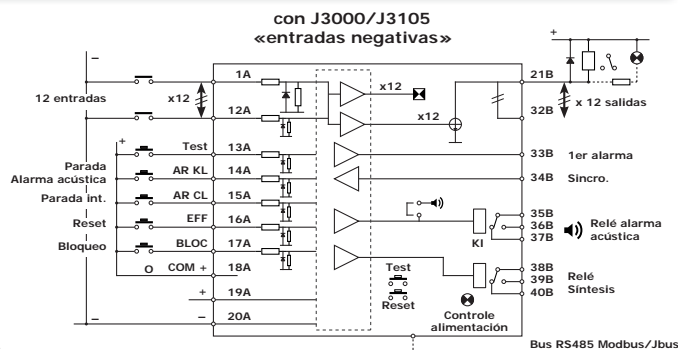 con J3000/J3105
«entradas negativas»
−
+
1A
x12
21B
12 entradas
x12
x12
x 12 salidas
12A
32B
+
Test
13A
33B
1er alarma
Parada
Alarma acústica
AR KL
14A
34B
Sincro.
Parada int.
AR CL
15A
Reset
EFF
16A
35B
36B
37B
Relé alarma
acústica
KI
Bloqueo
BLOC
17A
O
COM +
18A
Test
38B
39B
40B
Relé
Síntesis
+
19A
Reset
−
−
20A
Controle
alimentación
Bus RS485 Modbus/Jbus